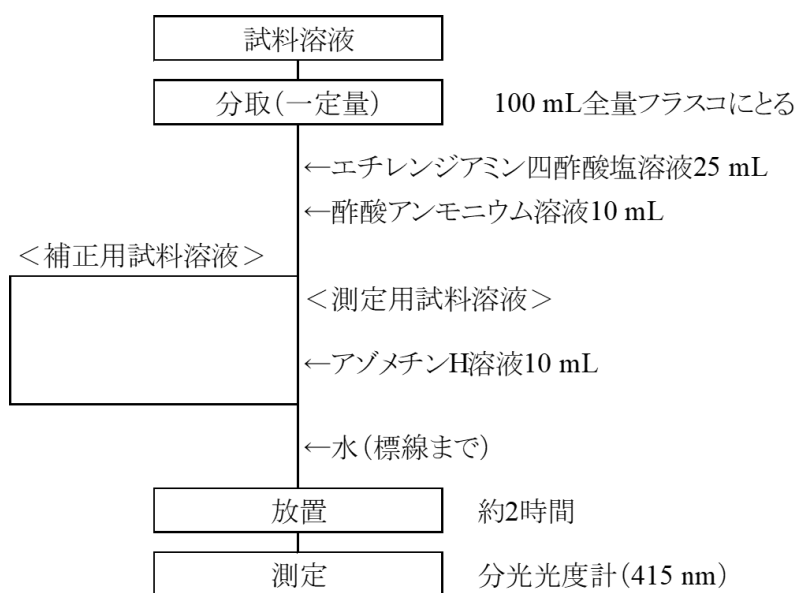 試料溶液
分取(一定量) 100 mL全量フラスコにとる
←エチレンジアミン四酢酸塩溶液25 mL
←酢酸アンモニウム溶液10 mL
<補正用試料溶液>
<測定用試料溶液>
←アゾメチンH溶液10 mL
←水(標線まで)
放置 約2時間
測定 分光光度計(415 nm)